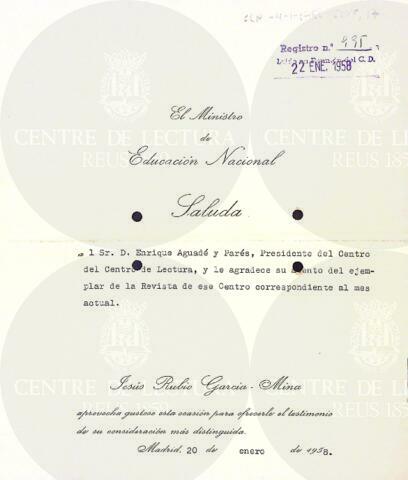 Registro n.º 495
22 ENE. 1958
El Ministro
de
Educación Nacional
Saluda
al Sr. D. Enrique Aguadé y Parés, Presidente del Centro
del Centro de Lectura, y le agradece su atento del ejem-
plar de la Revista de ese Centro correspondiente al mes
actual.
Jesús Rubio García-Mina
aprovecha gustoso esta ocasión para ofrecerle el testimonio
de su consideración más distinguida.
Madrid, 20 de enero de 1958.
CENTRE DE LECTURA
REUS 1859